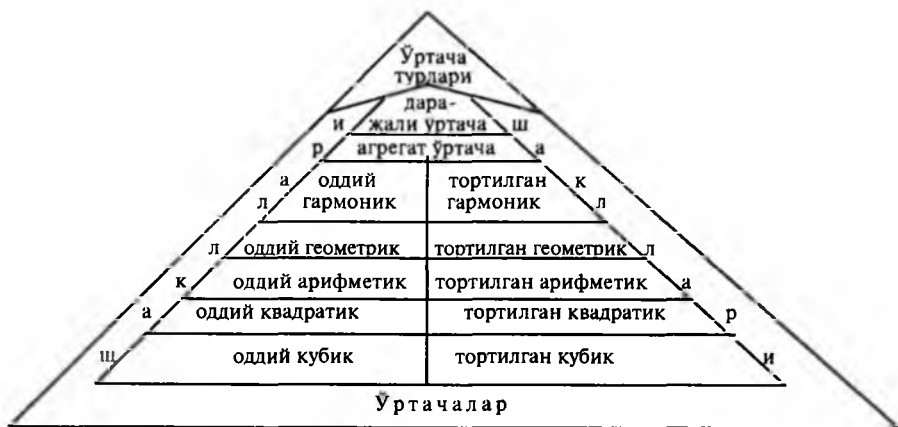 Ўртача
турлари
дара-
и жали ўртача ш
р агрегат ўртача а
а оддий тортилган к
л гармоник гармоник л
л оддий геометрик тортилган геометрик л
к оддий арифметик тортилган арифметик а
а оддий квадратик тортилган квадратик р
ш оддий кубик тортилган кубик и
Ўртачалар